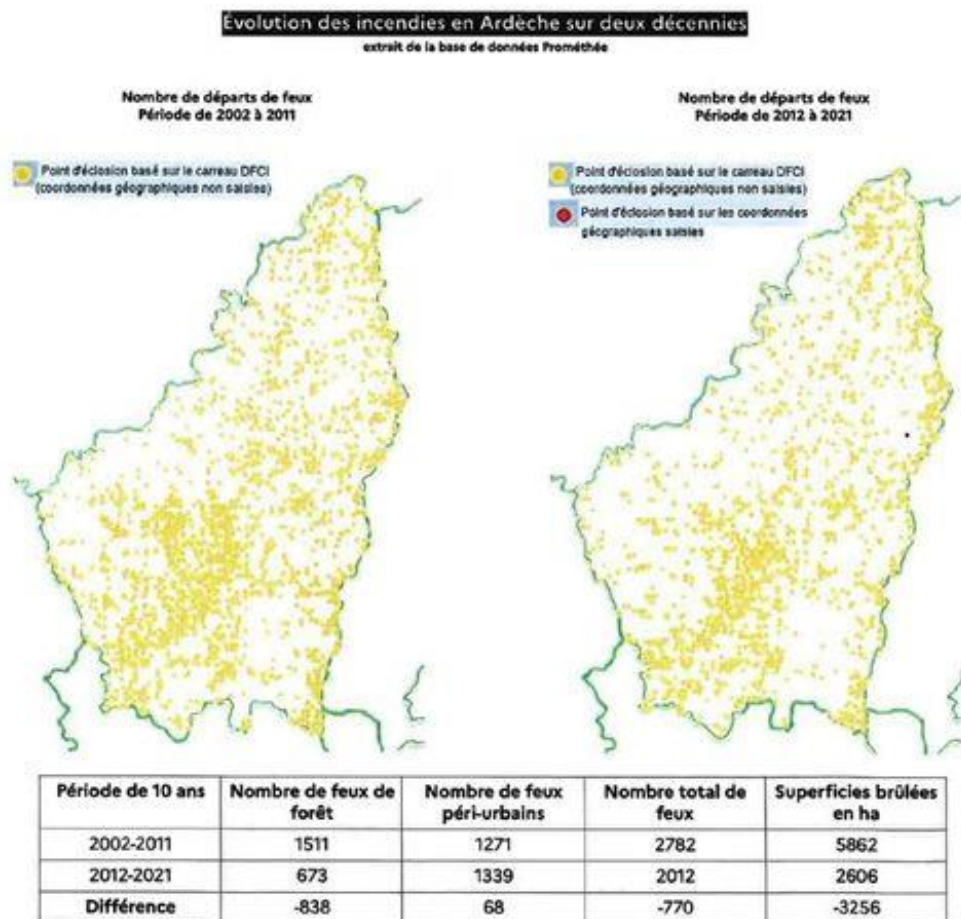 Évolution des incendies en Ardèche sur deux décennies
extrait de la base de données Prométhée
Nombre de départs de feux
Période de 2002 à 2011
Point d'éclosion basé sur le carreau DFCI
(coordonnées géographiques non saisies)
Nombre de départs de feux
Période de 2012 à 2021
Point d'éclosion basé sur le carreau DFCI
(coordonnées géographiques non saisies)
Point d'éclosion basé sur les coordonnées
géographiques saisies
Période de 10 ans Nombre de feux de forêt Nombre de feux péri-urbains Nombre total de feux Superficies brûlées en ha
2002-2011 1511 1271 2782 5862
2012-2021 673 1339 2012 2606
Différence -838 68 -770 -3256